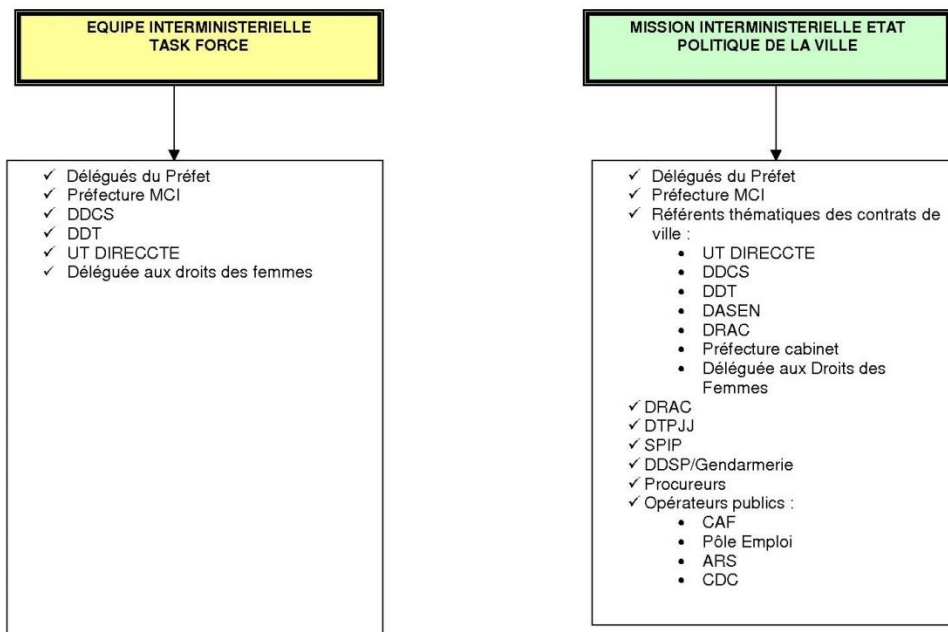 EQUIPE INTERMINISTERIELLE
TASK FORCE
✓ Délégués du Préfet
✓ Préfecture MCI
✓ DDCS
✓ DDT
✓ UT DIRECCTE
✓ Déléguée aux droits des femmes
MISSION INTERMINISTERIELLE ETAT
POLITIQUE DE LA VILLE
✓ Délégués du Préfet
✓ Préfecture MCI
✓ Référents thématiques des contrats de
ville :
• UT DIRECCTE
• DDCS
• DDT
• DASEN
• DRAC
• Préfecture cabinet
• Déléguée aux Droits des
Femmes
✓ DRAC
✓ DTPJJ
✓ SPIP
✓ DDSP/Gendarmerie
✓ Procureurs
✓ Opérateurs publics :
• CAF
• Pôle Emploi
• ARS
• CDC